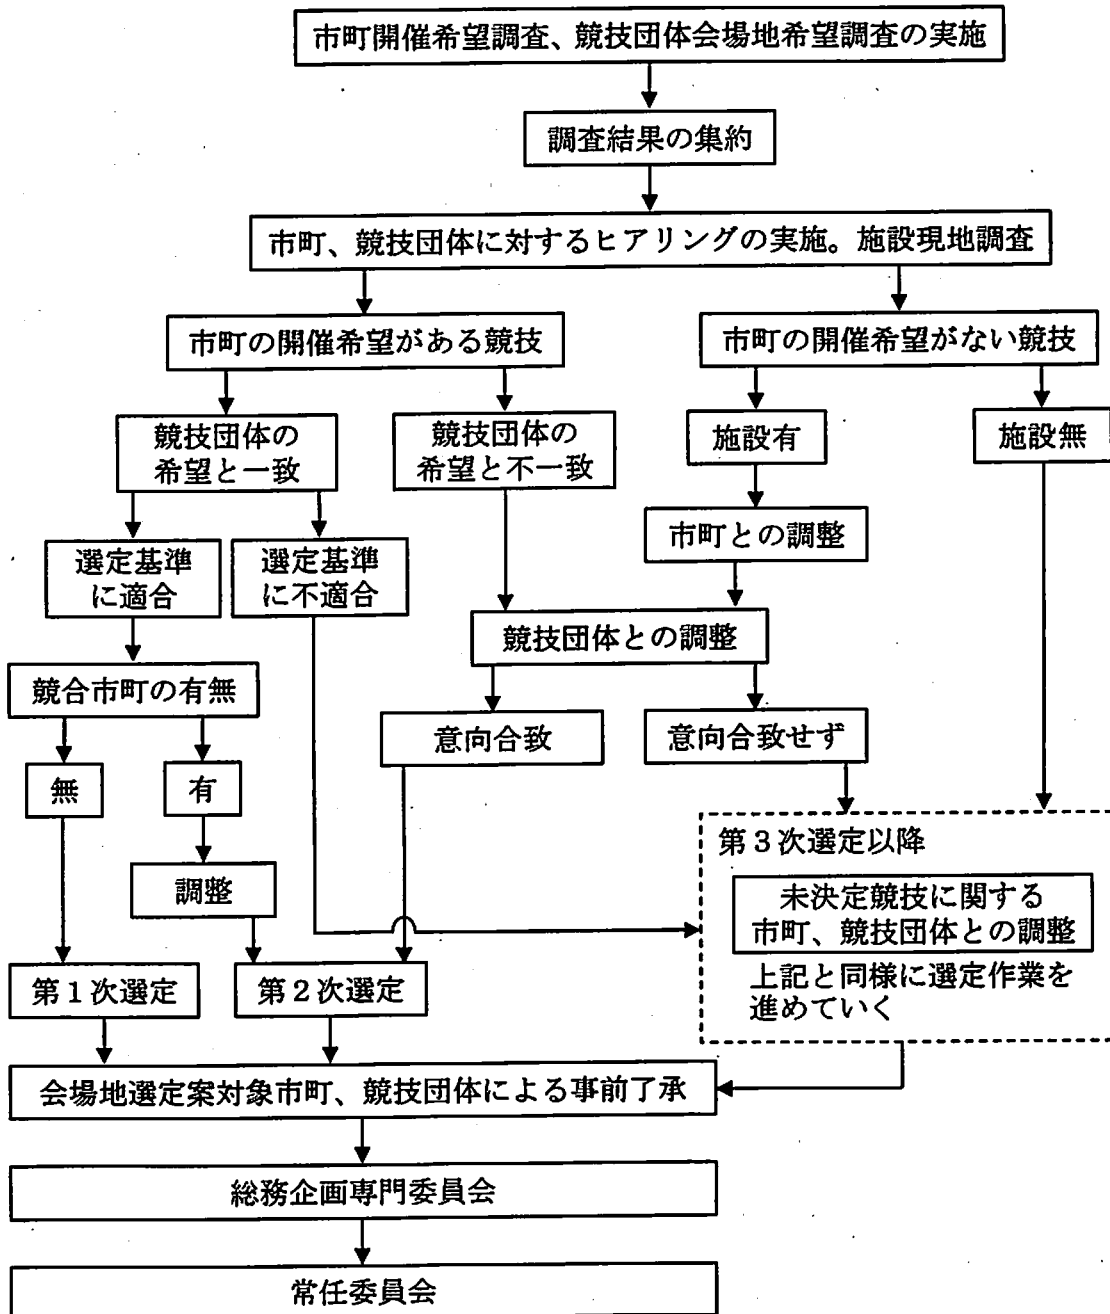 市町開催希望調査、競技団体会場地希望調査の実施
調査結果の集約
市町、競技団体に対するヒアリングの実施。施設現地調査
市町の開催希望がある競技
市町の開催希望がない競技
競技団体の
希望と一致
競技団体の
希望と不一致
施設有
施設無
選定基準
に適合
選定基準
に不適合
市町との調整
競技団体との調整
競合市町の有無
意向合致
意向合致せず
無
有
調整
第3次選定以降
未決定競技に関する
市町、競技団体との調整
上記と同様に選定作業を
進めていく
第1次選定
第2次選定
会場地選定案対象市町、競技団体による事前了承
総務企画専門委員会
常任委員会